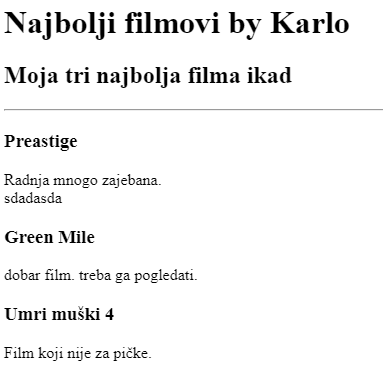 Najbolji filmovi by Karlo
Moja tri najbolja filma ikad
Preastige
Radnja mnogo zajebana.
sdadasda
Green Mile
dobar film. treba ga pogledati.
Umri muški 4
Film koji nije za pičke.